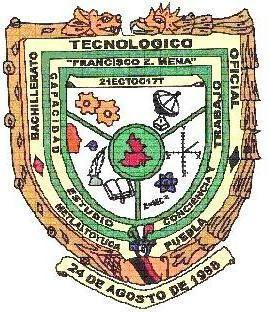 TECNOLOGICO
"FRANCISCO Z. MENA"
21ECT0017T
BACHILLERATO
OFICIAL
CAPACIDAD
TRABAJO
ESTUDIO
CONCIENCIA Y
METLALTOYUCA
PUEBLA
24 DE AGOSTO DE 1988